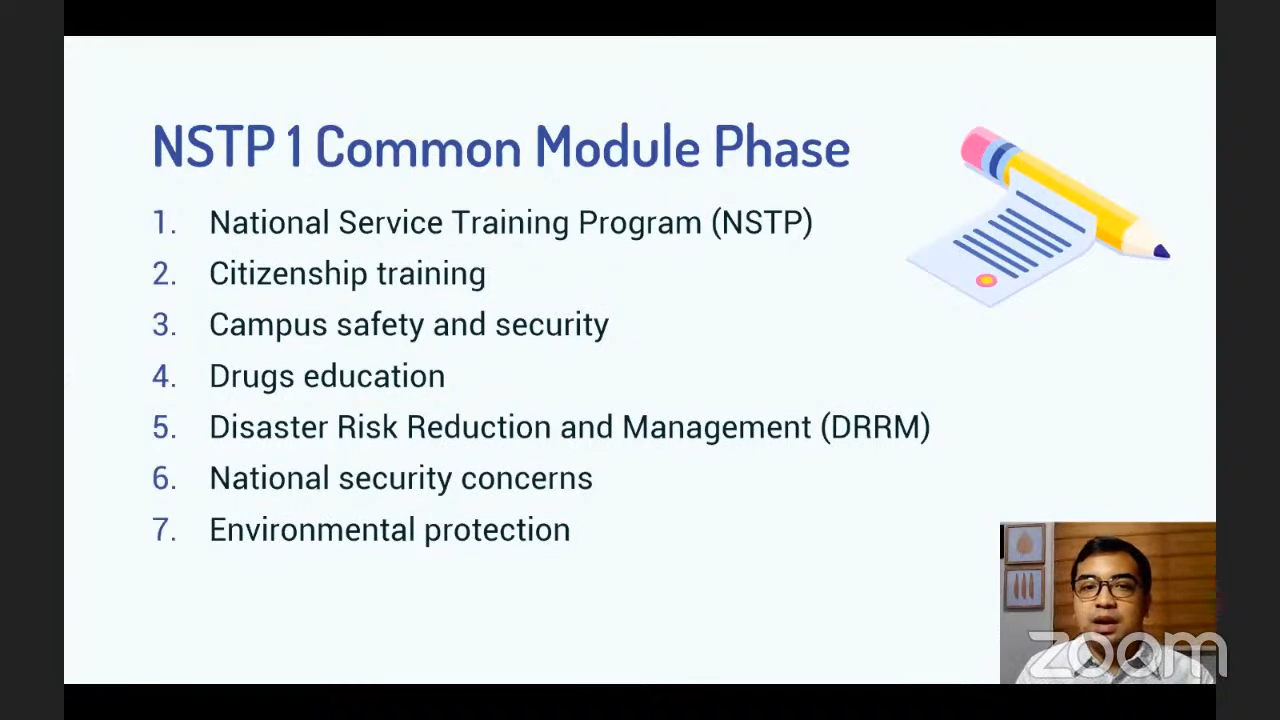 NSTP 1 Common Module Phase
1. National Service Training Program (NSTP)
2. Citizenship training
3. Campus safety and security
4. Drugs education
5. Disaster Risk Reduction and Management (DRRM)
6. National security concerns
7. Environmental protection
zoom